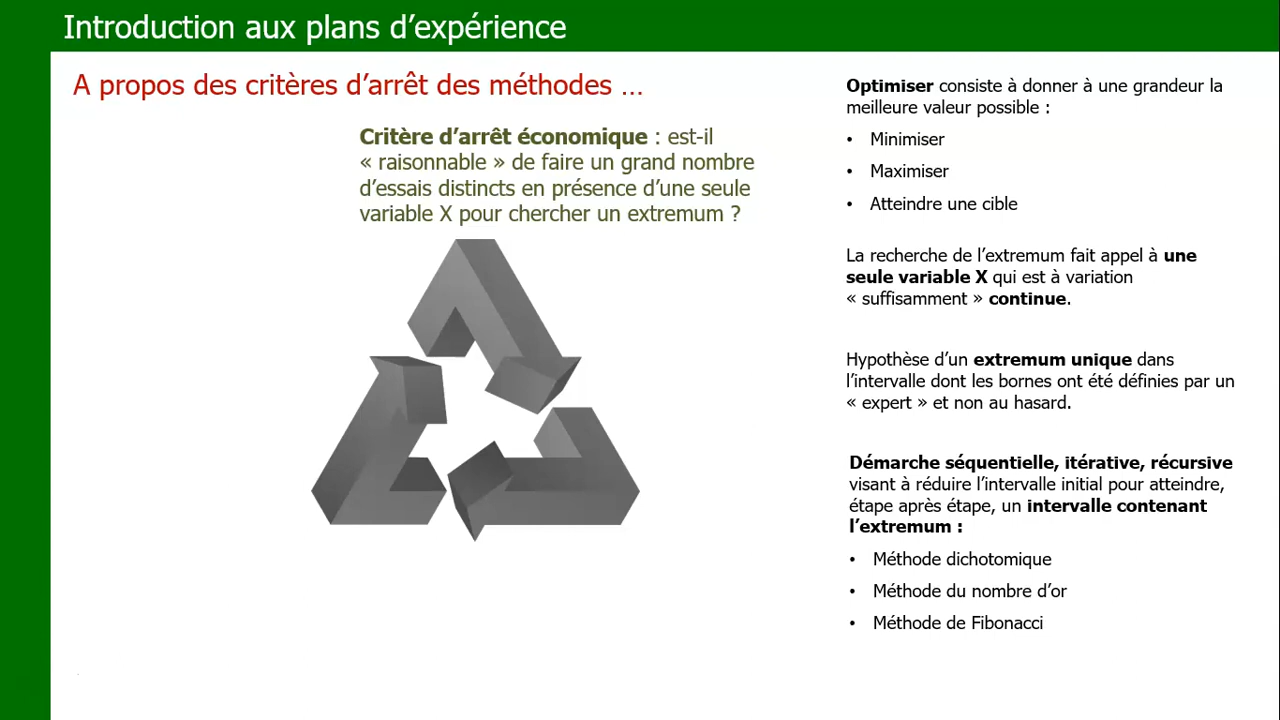 Introduction aux plans d’expérience
A propos des critères d’arrêt des méthodes …
Critère d’arrêt économique : est-il
« raisonnable » de faire un grand nombre
d’essais distincts en présence d’une seule
variable X pour chercher un extremum ?
Optimiser consiste à donner à une grandeur la
meilleure valeur possible :
• Minimiser
• Maximiser
• Atteindre une cible
La recherche de l’extremum fait appel à une
seule variable X qui est à variation
« suffisamment » continue.
Hypothèse d’un extremum unique dans
l’intervalle dont les bornes ont été définies par un
« expert » et non au hasard.
Démarche séquentielle, itérative, récursive
visant à réduire l’intervalle initial pour atteindre,
étape après étape, un intervalle contenant
l’extremum :
• Méthode dichotomique
• Méthode du nombre d’or
• Méthode de Fibonacci